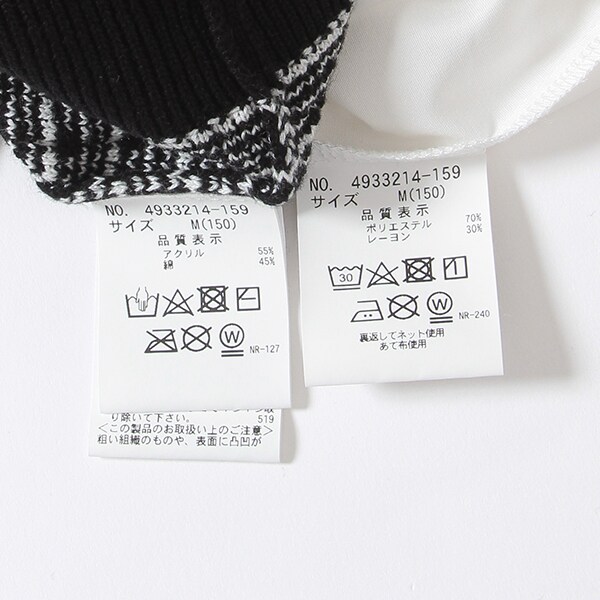 NO. 4933214-159
サイズ M(150)
品質表示
アクリル 55%
綿 45%
W
NR-127
り除いて下さい。 519
<この製品のお取扱い上のご注意>
粗い組織のものや、表面に凸凹が
NO. 4933214-159
サイズ M(150)
品質表示
ポリエステル 70%
レーヨン 30%
30
W
NR-240
裏返してネット使用
あて布使用